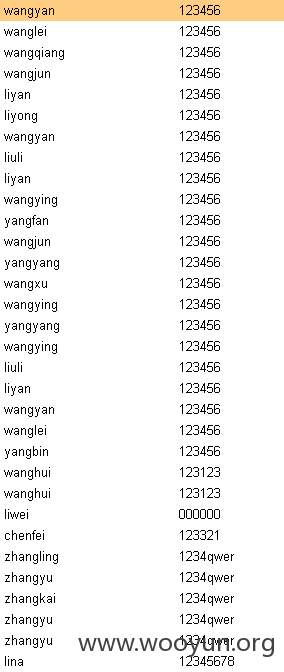 wangyan 123456
wanglei 123456
wangqiang 123456
wangjun 123456
liyan 123456
liyong 123456
wangyan 123456
liuli 123456
liyan 123456
wangying 123456
yangfan 123456
wangjun 123456
yangyang 123456
wangxu 123456
wangying 123456
yangyang 123456
wangying 123456
liuli 123456
liyan 123456
wangyan 123456
wanglei 123456
yangbin 123456
wanghui 123123
wanghui 123123
liwei 000000
chenfei 123321
zhangling 1234qwer
zhangyu 1234qwer
zhangkai 1234qwer
zhangyu 1234qwer
zhangyu 1234qwer
www.wooyun.org
lina 12345678